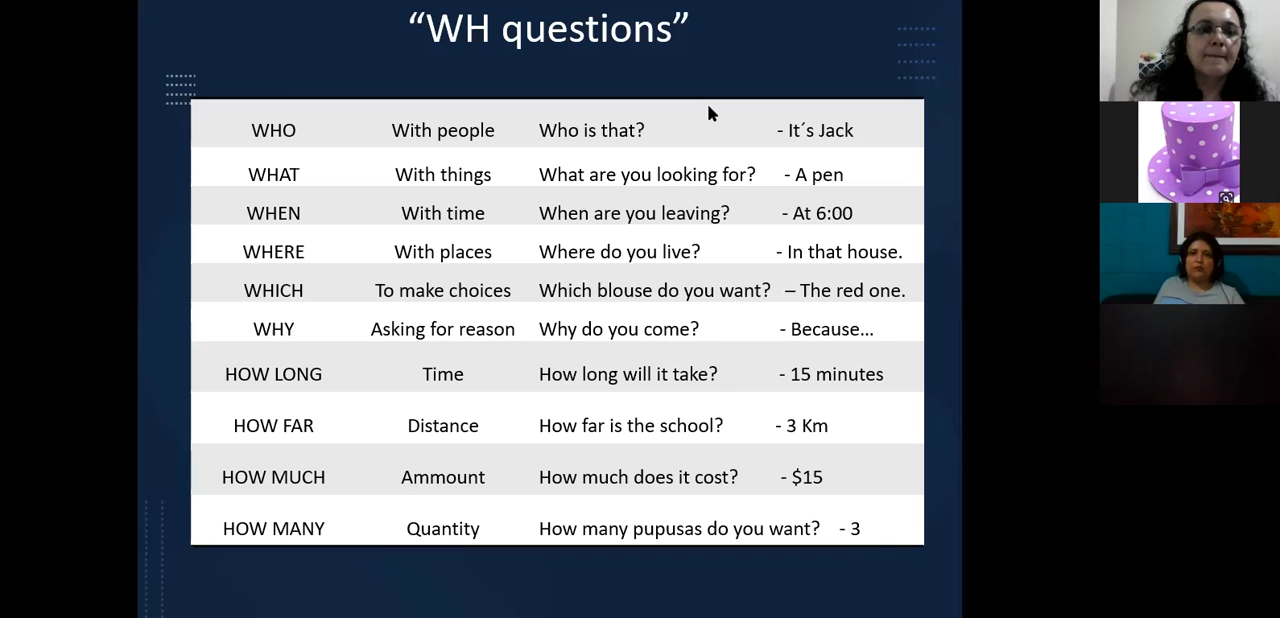 “WH questions”
WHO With people Who is that? - It´s Jack
WHAT With things What are you looking for? - A pen
WHEN With time When are you leaving? - At 6:00
WHERE With places Where do you live? - In that house.
WHICH To make choices Which blouse do you want? – The red one.
WHY Asking for reason Why do you come? - Because...
HOW LONG Time How long will it take? - 15 minutes
HOW FAR Distance How far is the school? - 3 Km
HOW MUCH Ammount How much does it cost? - $15
HOW MANY Quantity How many pupusas do you want? - 3